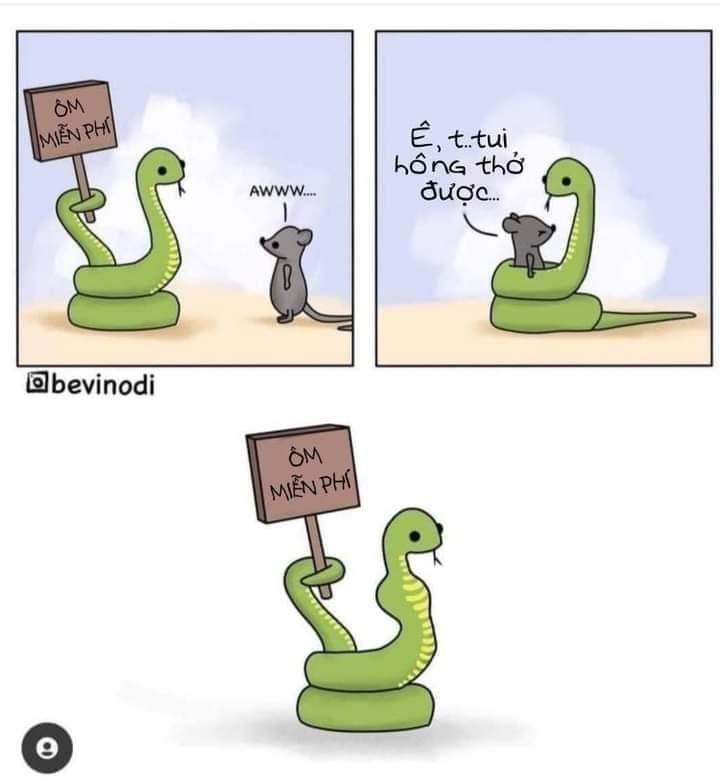 ÔM
MIỄN PHÍ
AWWW....
Ê, t..tui
hông thở
được...
bevinodi
ÔM
MIỄN PHÍ